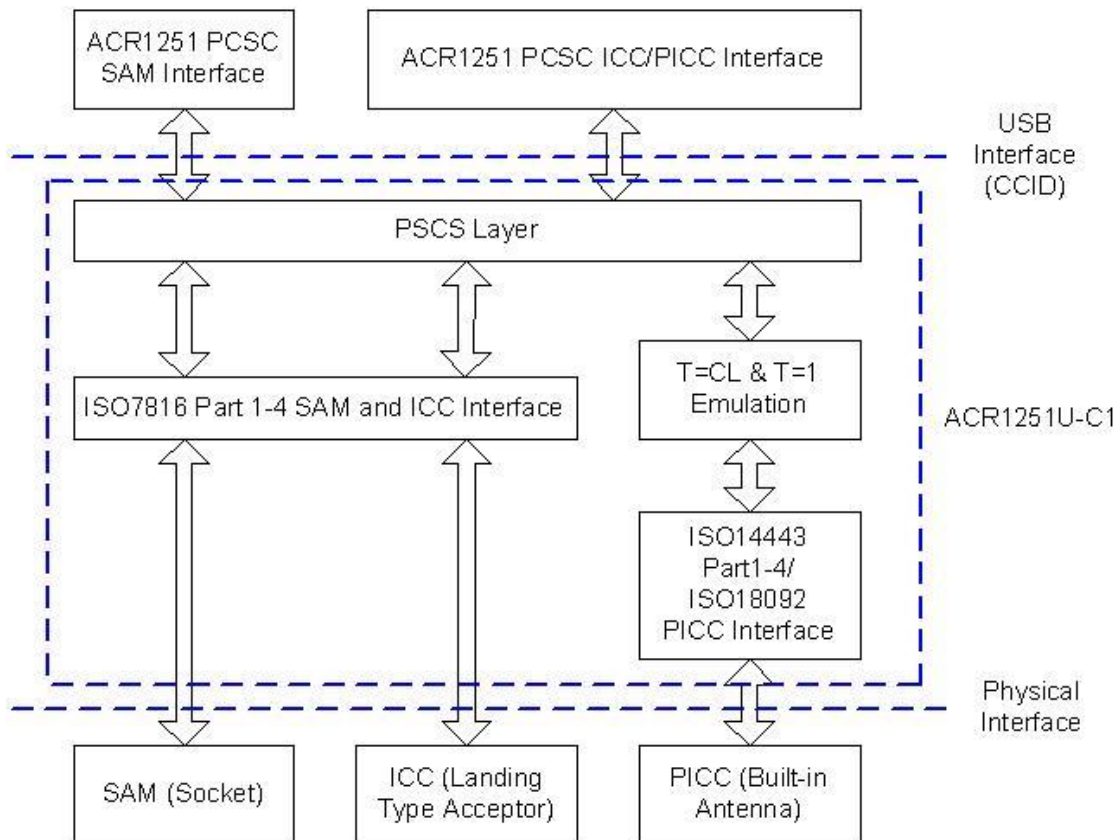 ACR1251 PCSC
SAM Interface
ACR1251 PCSC ICC/PICC Interface
USB
Interface
(CCID)
PSCS Layer
T=CL & T=1
Emulation
ISO7816 Part 1-4 SAM and ICC Interface
ACR1251U-C1
ISO14443
Part1-4/
ISO18092
PICC Interface
Physical
Interface
SAM (Socket)
ICC (Landing
Type Acceptor)
PICC (Built-in
Antenna)